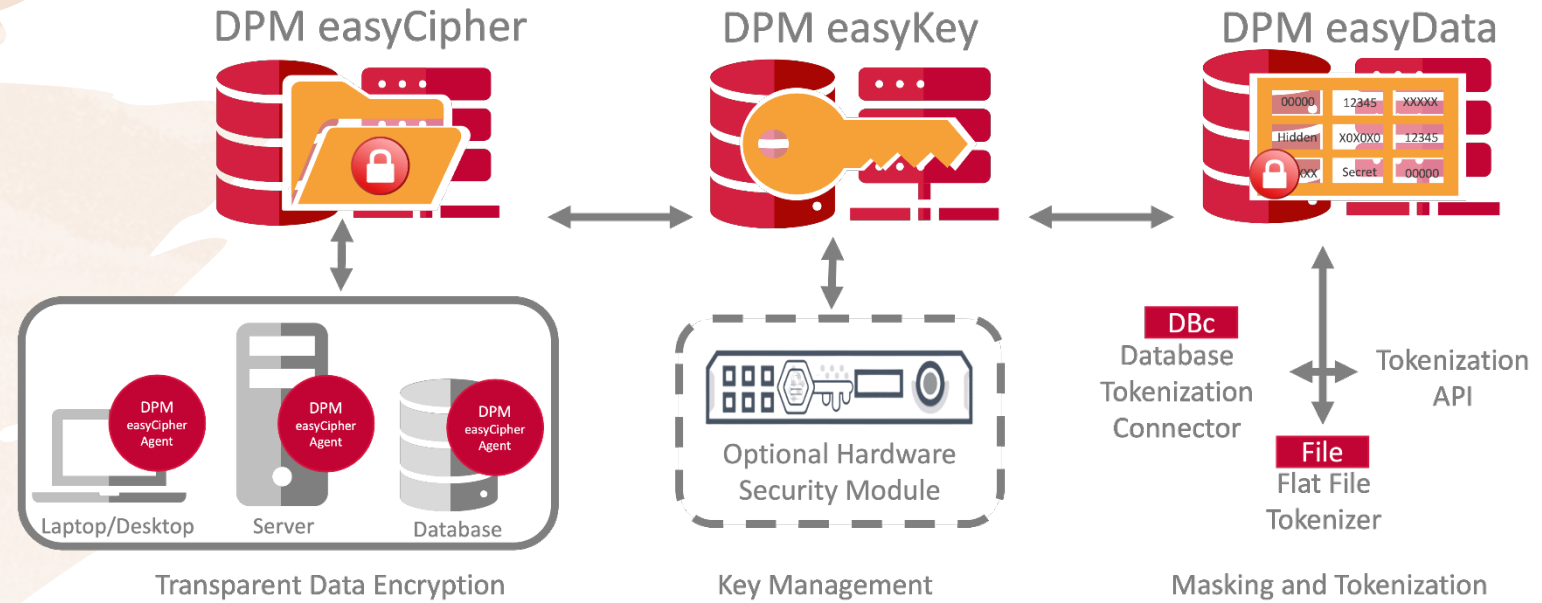 DPM easyCipher
DPM easyKey
DPM easyData
00000
12345
XXXXX
Hidden
X0X0X0
12345
XXX
Secret
00000
DPM
easyCipher
Agent
DPM
easyCipher
Agent
DPM
easyCipher
Agent
Laptop/Desktop
Server
Database
Optional Hardware
Security Module
DBc
Database
Tokenization
Connector
Tokenization
API
File
Flat File
Tokenizer
Transparent Data Encryption
Key Management
Masking and Tokenization